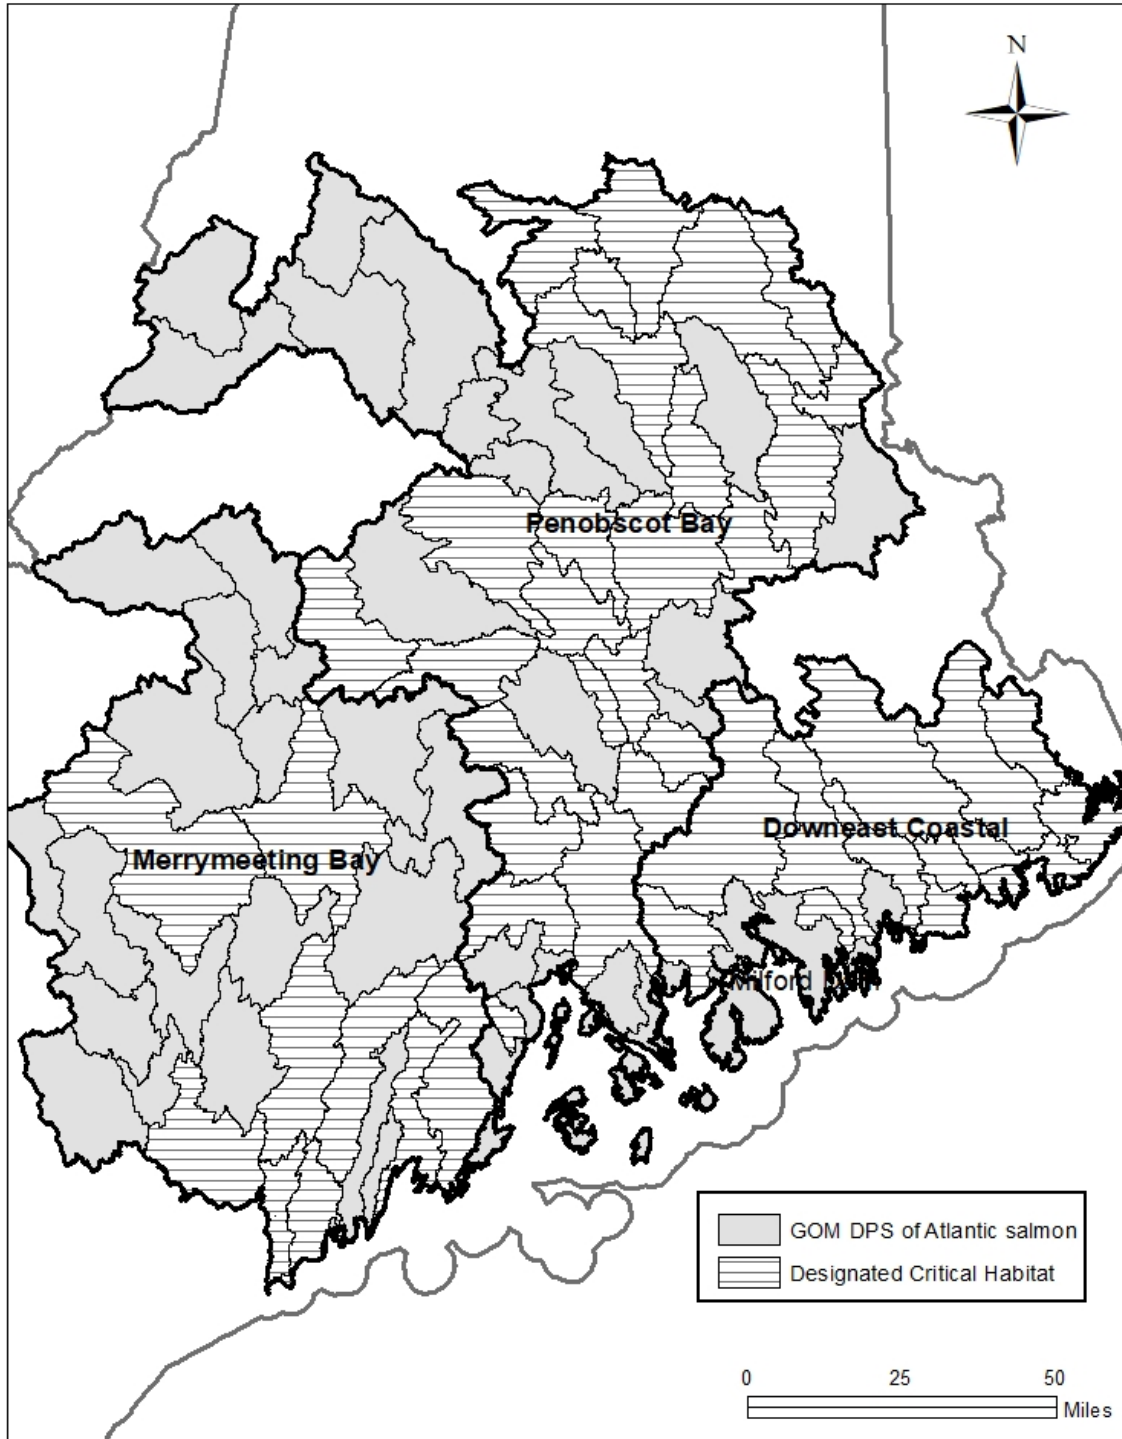 N
Penobscot Bay
Downeast Coastal
Merrymeeting Bay
Milford
GOM DPS of Atlantic salmon
Designated Critical Habitat
0 25 50
Miles